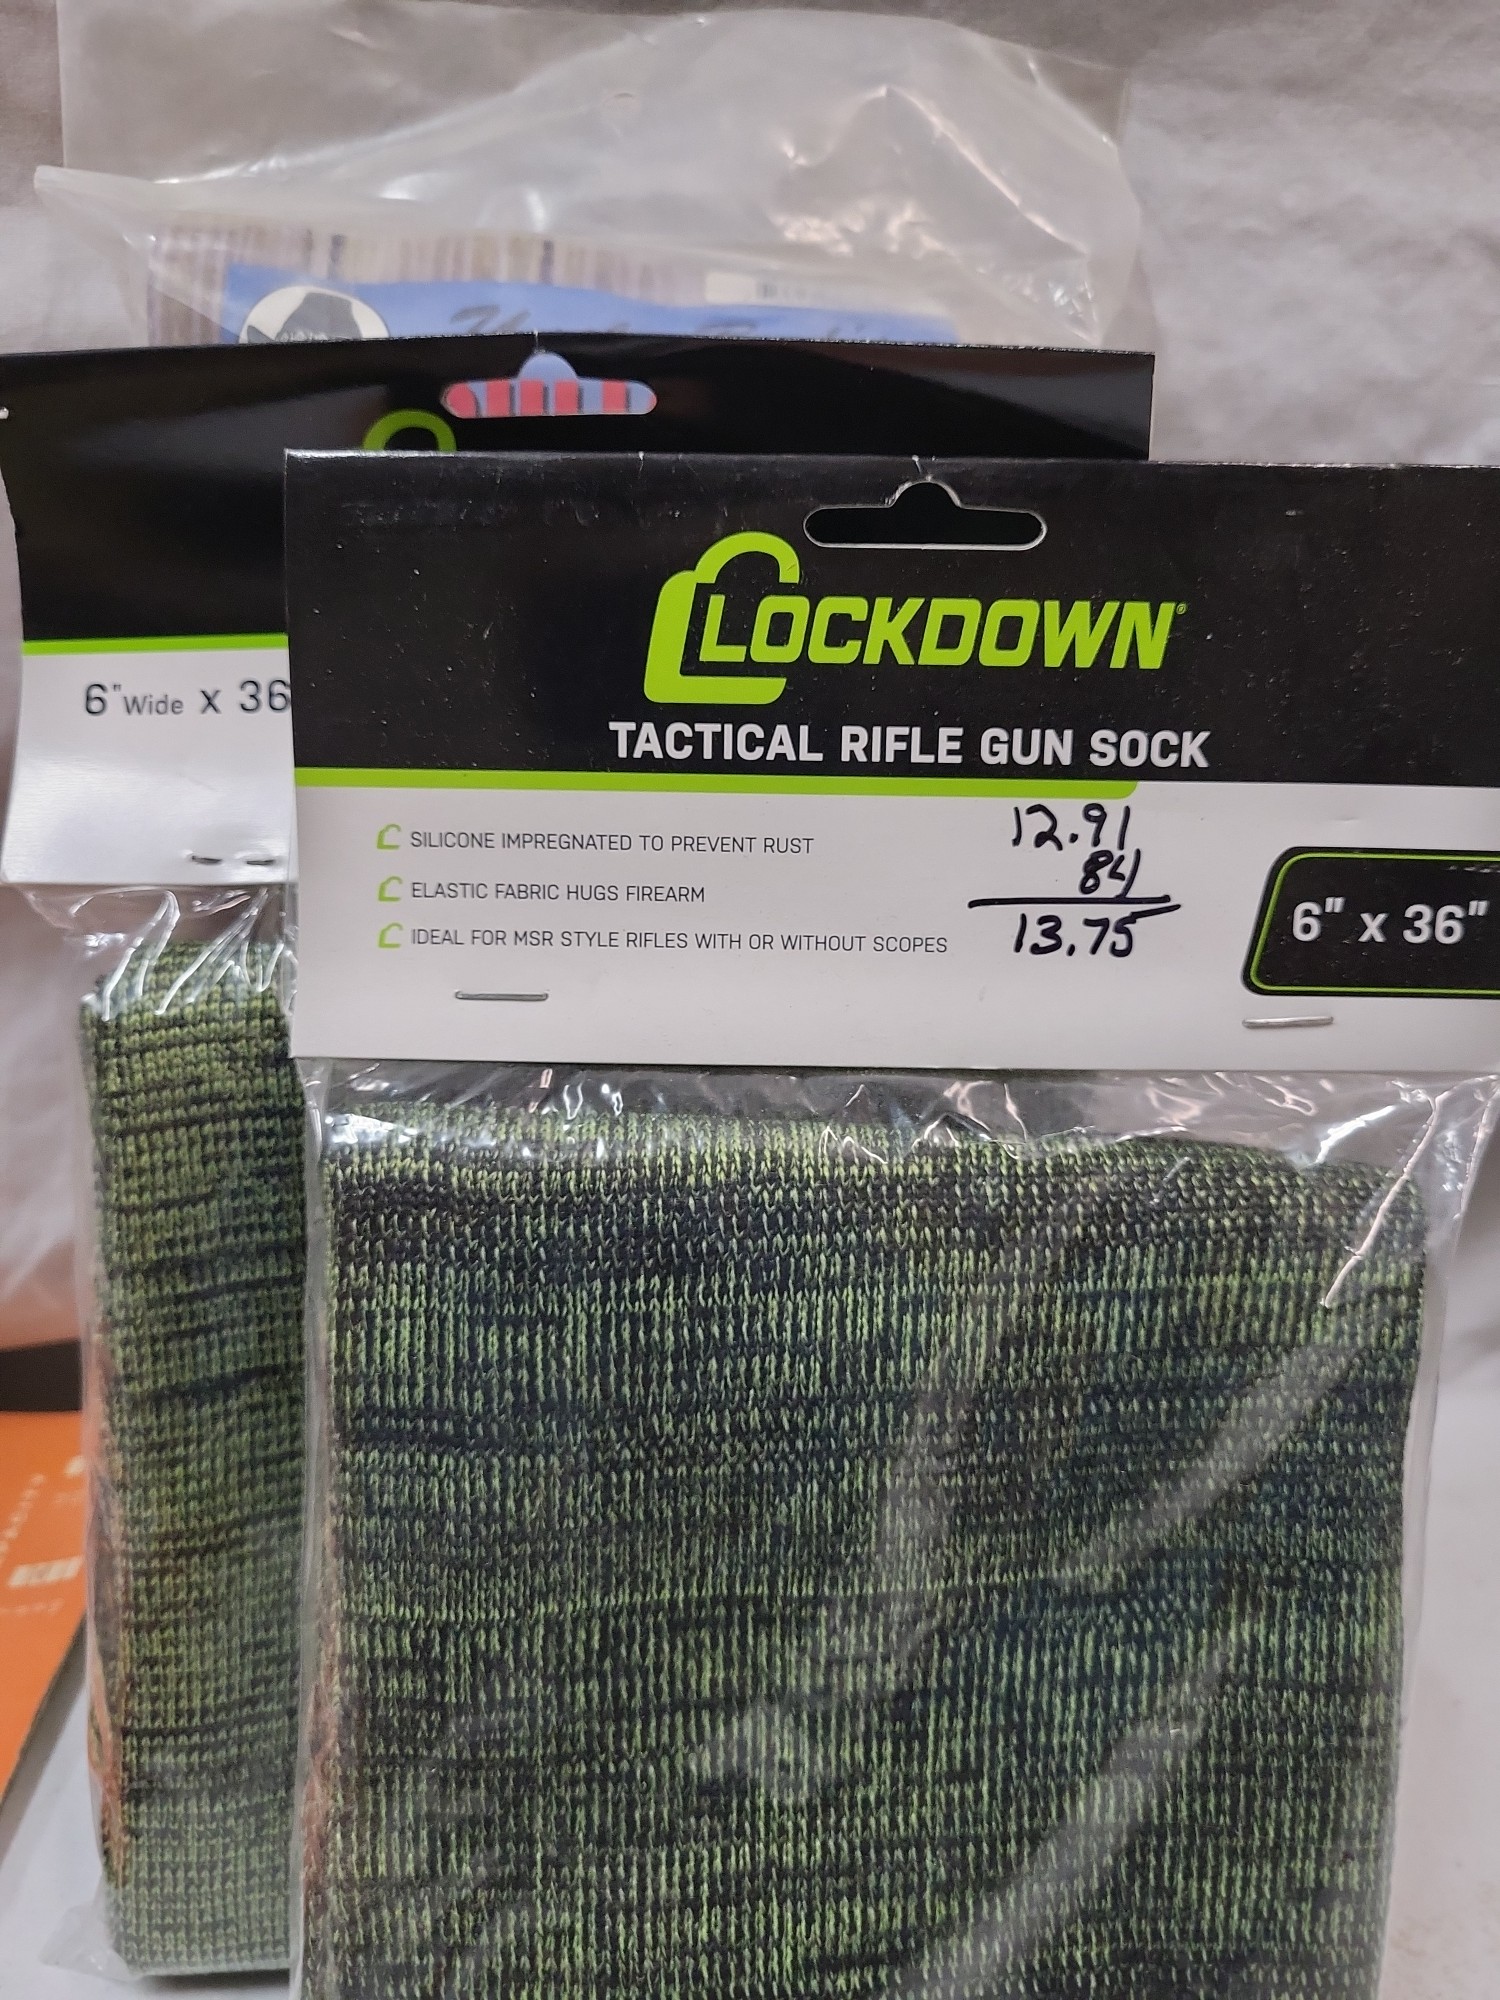 6" Wide x 36
LOCKDOWN®
TACTICAL RIFLE GUN SOCK
SILICONE IMPREGNATED TO PREVENT RUST
ELASTIC FABRIC HUGS FIREARM
IDEAL FOR MSR STYLE RIFLES WITH OR WITHOUT SCOPES
12.91
84
13.75
6" x 36"